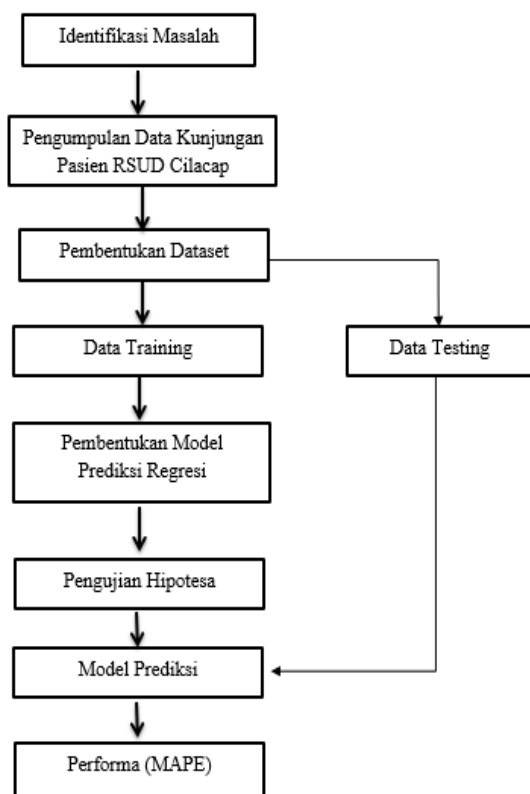 Identifikasi Masalah
Pengumpulan Data Kunjungan
Pasien RSUD Cilacap
Pembentukan Dataset
Data Training
Data Testing
Pembentukan Model
Prediksi Regresi
Pengujian Hipotesa
Model Prediksi
Performa (MAPE)